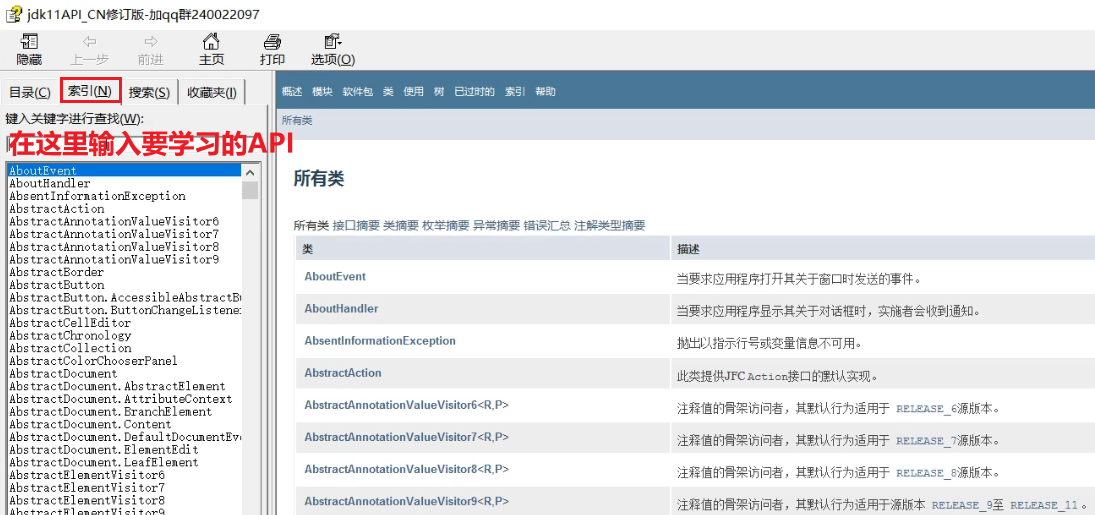 jdk11API_CN修订版-加qq群240022097
隐藏 上一步 前进 主页 打印 选项(O)
目录(C) 索引(N) 搜索(S) 收藏夹(I)
键入关键字进行查找(W):
在这里输入要学习的API
AboutEvent
AboutHandler
AbsentInformationException
AbstractAction
AbstractAnnotationValueVisitor6
AbstractAnnotationValueVisitor7
AbstractAnnotationValueVisitor8
AbstractAnnotationValueVisitor9
AbstractBorder
AbstractButton
AbstractButton.AccessibleAbstractBu
AbstractButton.ButtonChangeListener
AbstractCellEditor
AbstractChronology
AbstractCollection
AbstractColorChooserPanel
AbstractDocument
AbstractDocument.AbstractElement
AbstractDocument.AttributeContext
AbstractDocument.BranchElement
AbstractDocument.Content
AbstractDocument.DefaultDocumentEve
AbstractDocument.ElementEdit
AbstractDocument.LeafElement
AbstractElementVisitor6
AbstractElementVisitor7
AbstractElementVisitor8
AbstractElementVisitor9
概述 模块 软件包 类 使用 树 已过时的 索引 帮助
所有类
所有类
所有类 接口摘要 类摘要 枚举摘要 异常摘要 错误汇总 注解类型摘要
类 描述
AboutEvent 当要求应用程序打开其关于窗口时发送的事件。
AboutHandler 当要求应用程序显示其关于对话框时，实施者会收到通知。
AbsentInformationException 抛出以指示行号或变量信息不可用。
AbstractAction 此类提供JFC Action接口的默认实现。
AbstractAnnotationValueVisitor6<R,P> 注释值的骨架访问者，其默认行为适用于 RELEASE_6源版本。
AbstractAnnotationValueVisitor7<R,P> 注释值的骨架访问者，其默认行为适用于 RELEASE_7源版本。
AbstractAnnotationValueVisitor8<R,P> 注释值的骨架访问者，其默认行为适用于 RELEASE_8源版本。
AbstractAnnotationValueVisitor9<R,P> 注释值的骨架访问者，其默认行为适用于源版本 RELEASE_9至 RELEASE_11 。